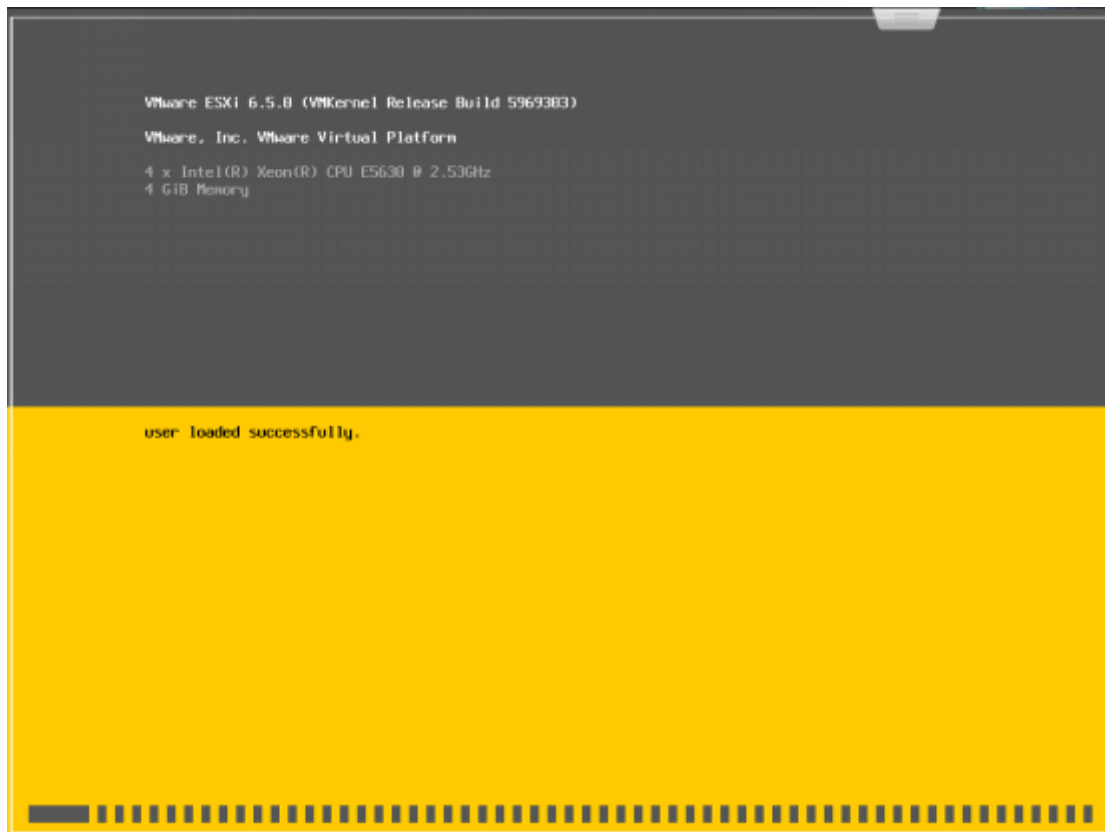 VMware ESXi 6.5.0 (VMKernel Release Build 5969303)
VMware, Inc. VMware Virtual Platform
4 x Intel(R) Xeon(R) CPU E5630 @ 2.53GHz
4 GiB Memory
user loaded successfully.